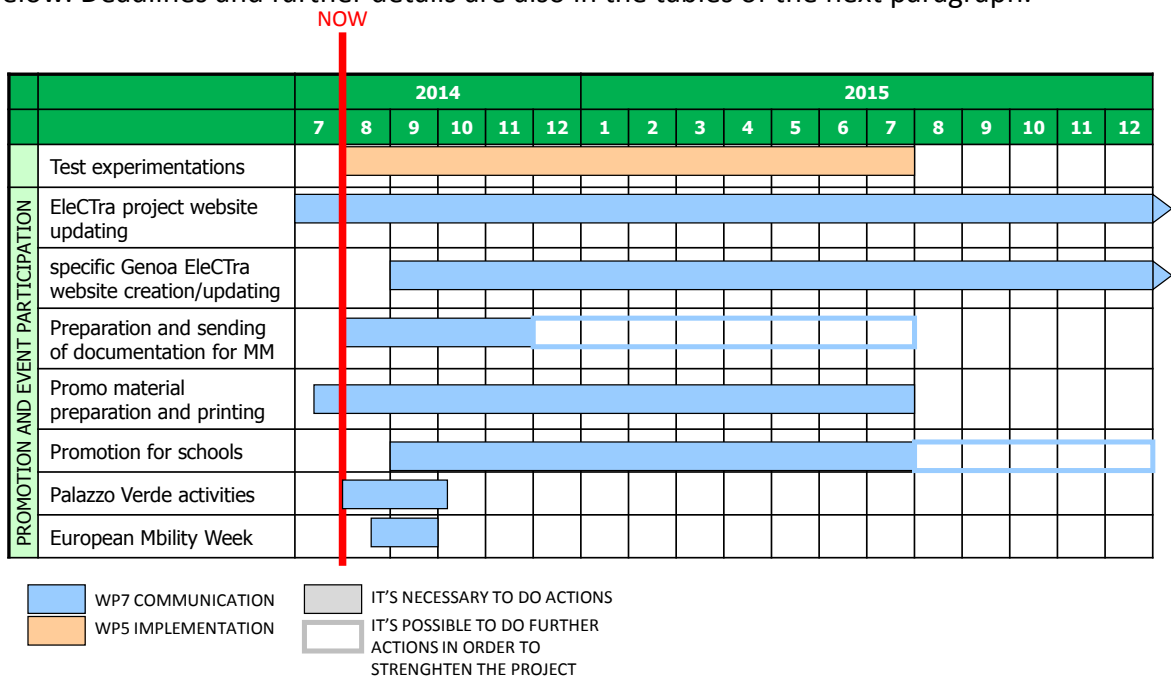 elow. Deadlines and further details are also in the tables of the next paragraph.
NOW
2014 2015
7 8 9 10 11 12 1 2 3 4 5 6 7 8 9 10 11 12
PROMOTION AND EVENT PARTICIPATION
Test experimentations
EleCTra project website
updating
specific Genoa EleCTra
website creation/updating
Preparation and sending
of documentation for MM
Promo material
preparation and printing
Promotion for schools
Palazzo Verde activities
European Mbility Week
WP7 COMMUNICATION
WP5 IMPLEMENTATION
IT'S NECESSARY TO DO ACTIONS
IT'S POSSIBLE TO DO FURTHER
ACTIONS IN ORDER TO
STRENGHTEN THE PROJECT